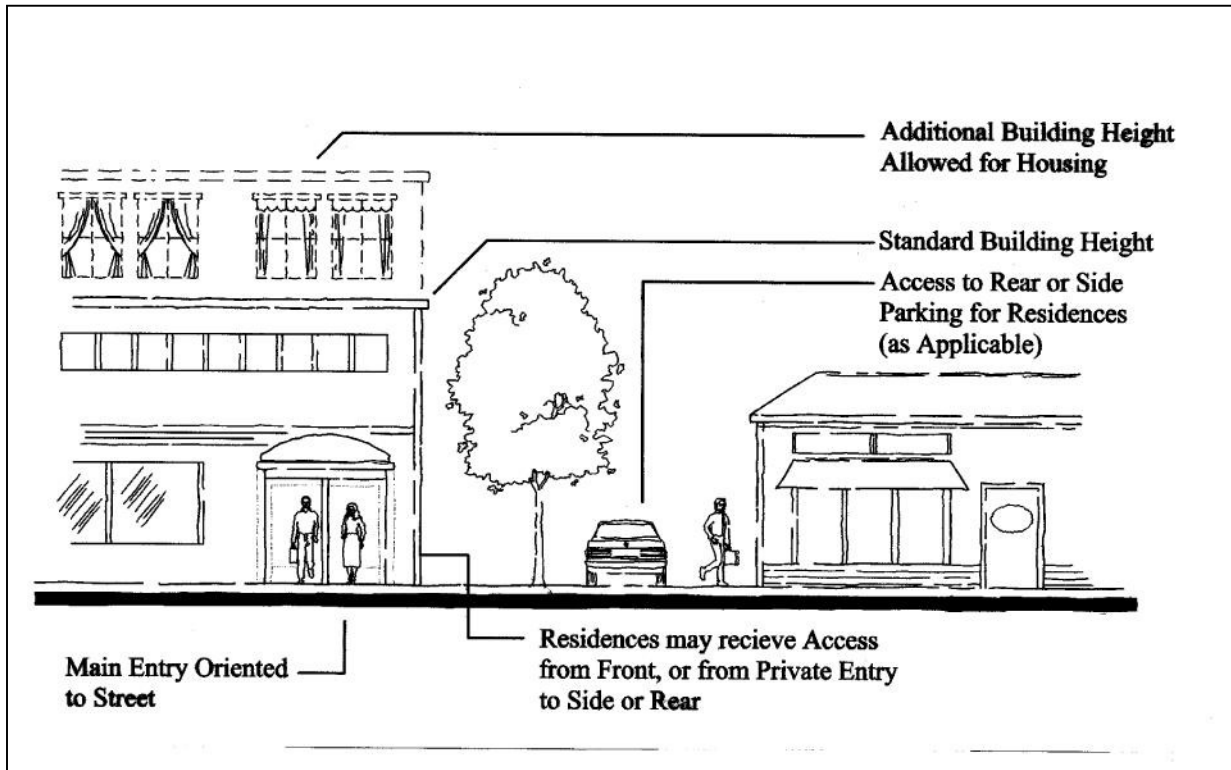 Additional Building Height
Allowed for Housing
Standard Building Height
Access to Rear or Side
Parking for Residences
(as Applicable)
Main Entry Oriented
to Street
Residences may recieve Access
from Front, or from Private Entry
to Side or Rear